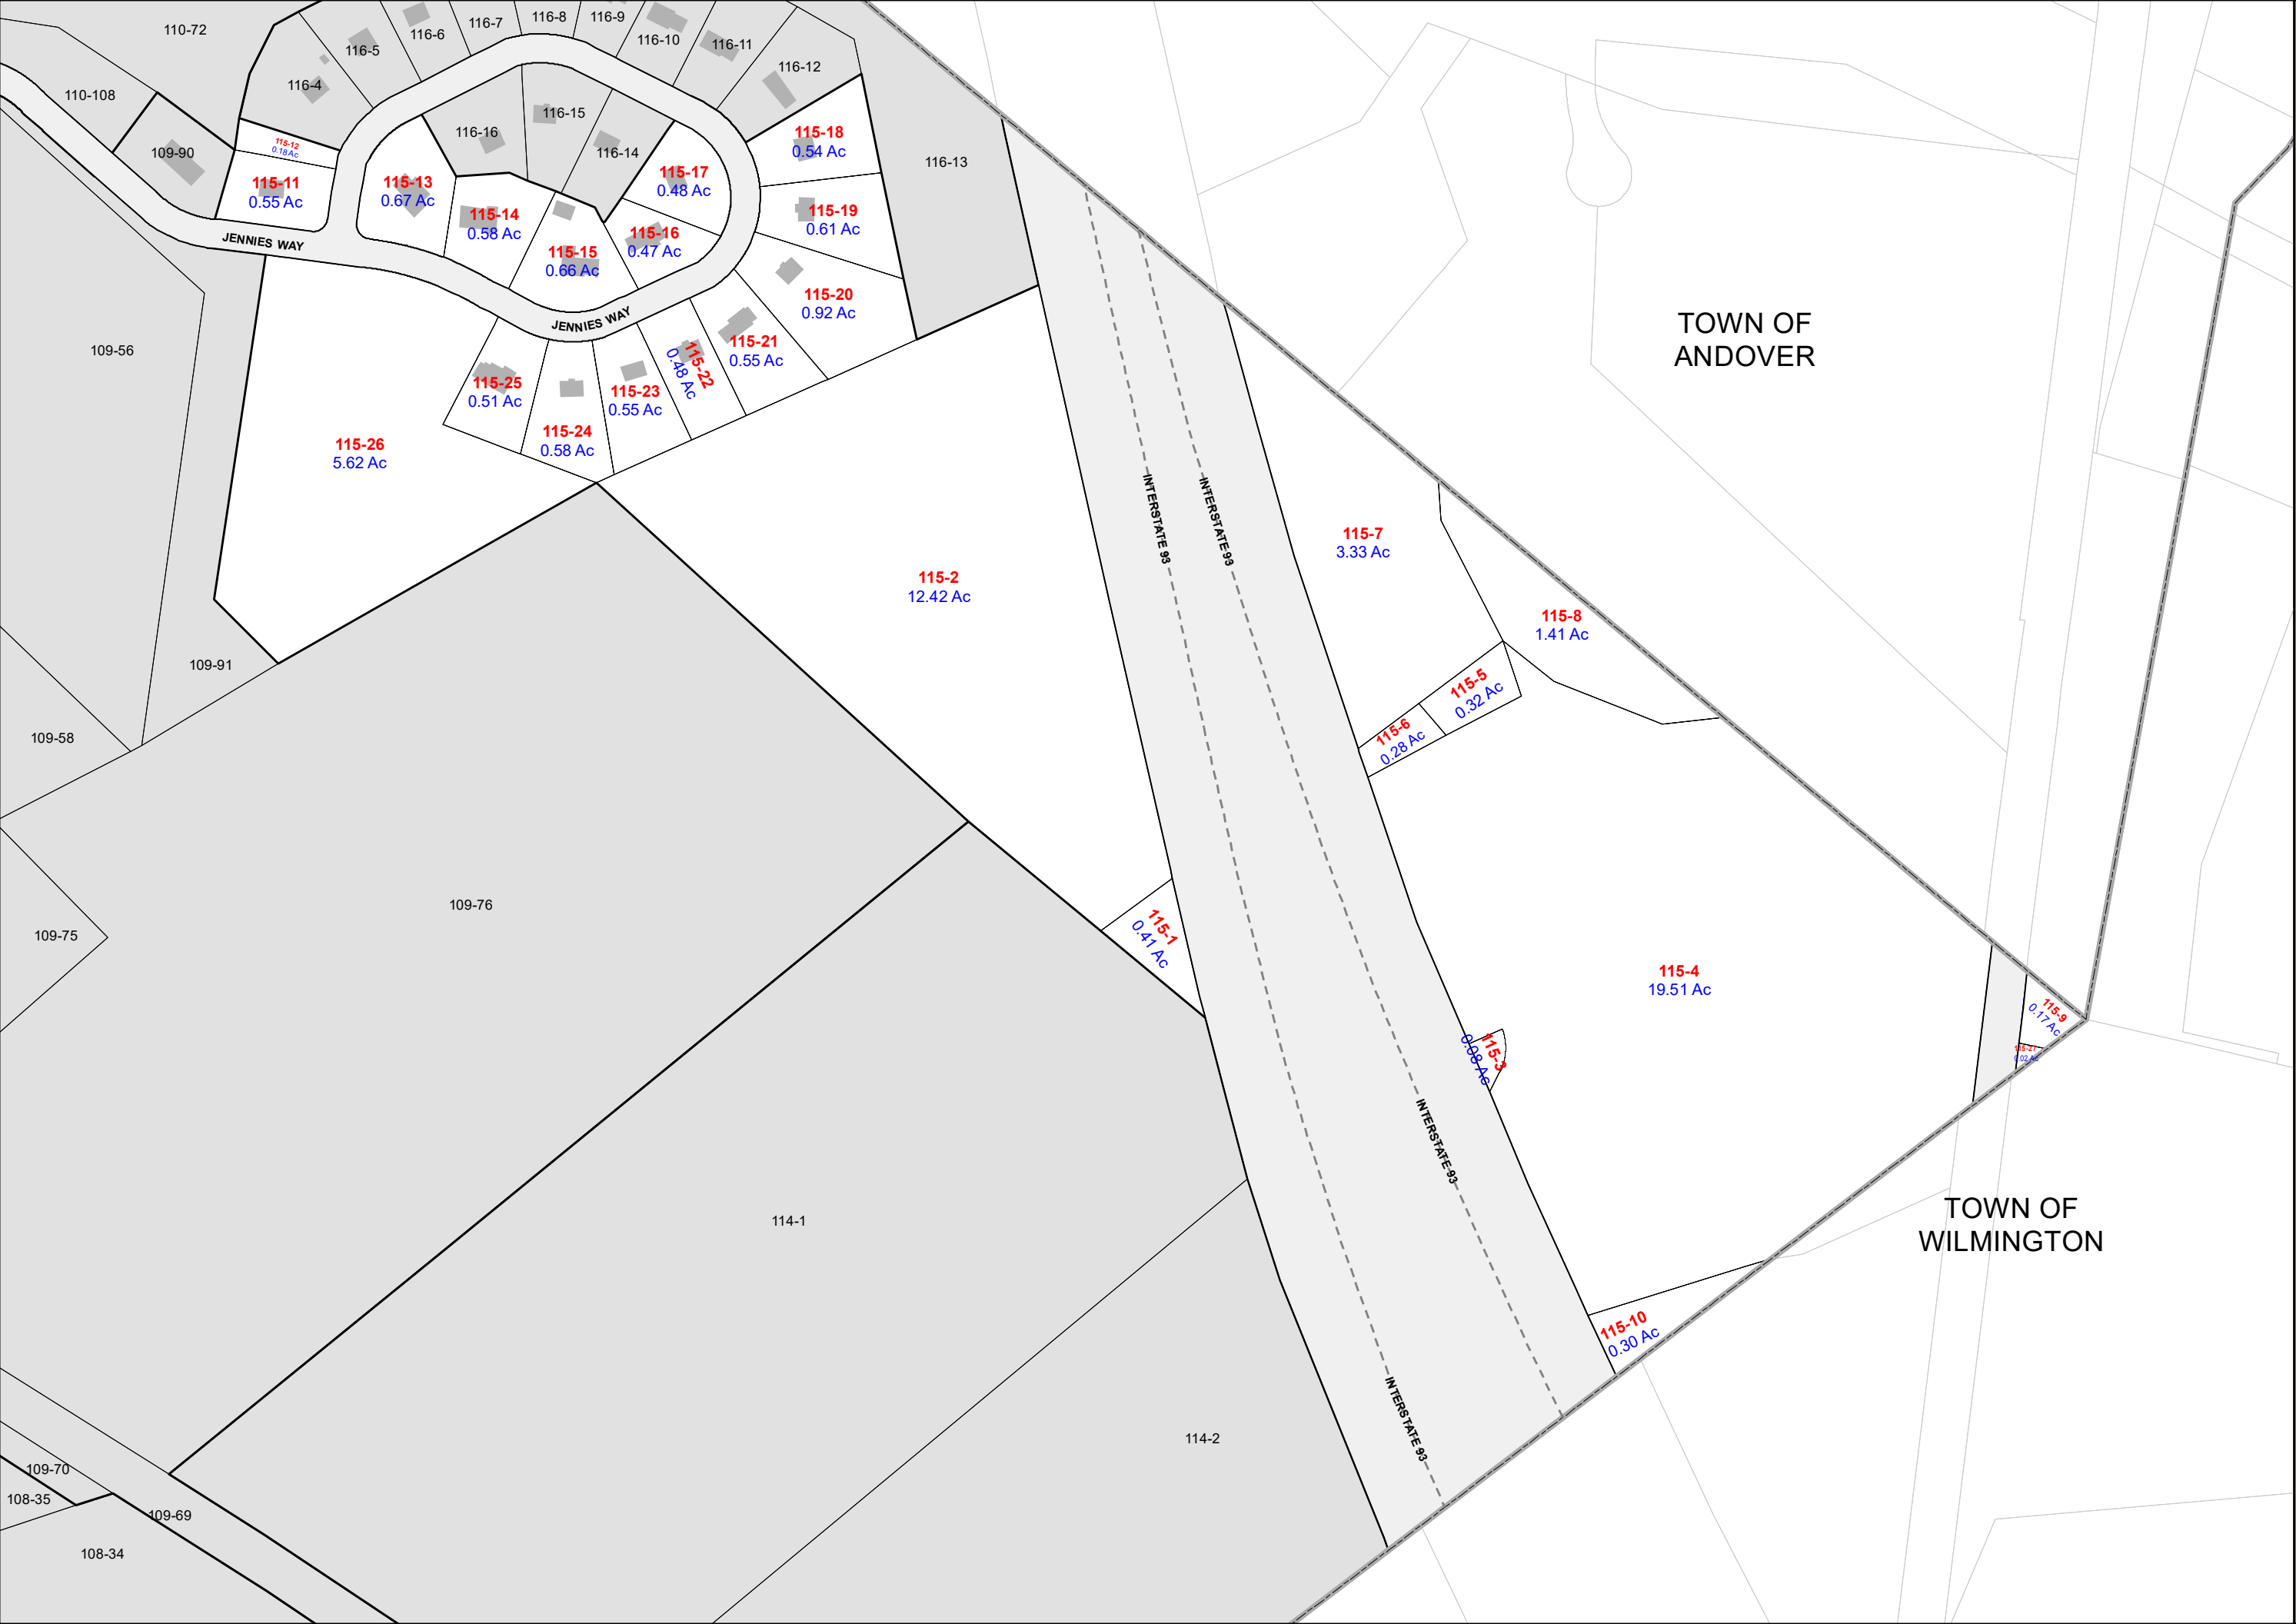 110-72
116-5
116-6
116-7
116-8
116-9
116-10
116-11
116-12
116-4
110-108
109-90
116-16
116-15
116-14
116-13
115-12
0.18 Ac
115-11
0.55 Ac
115-13
0.67 Ac
115-14
0.58 Ac
115-15
0.66 Ac
115-16
0.47 Ac
115-17
0.48 Ac
115-18
0.54 Ac
115-19
0.61 Ac
115-20
0.92 Ac
JENNIES WAY
JENNIES WAY
115-21
0.55 Ac
115-22
0.48 Ac
115-23
0.55 Ac
115-24
0.58 Ac
115-25
0.51 Ac
115-26
5.62 Ac
109-56
TOWN OF
ANDOVER
INTERSTATE 93
INTERSTATE 93
115-7
3.33 Ac
115-2
12.42 Ac
115-8
1.41 Ac
109-91
115-5
0.32 Ac
115-6
0.28 Ac
109-58
109-76
109-75
115-1
0.41 Ac
115-4
19.51 Ac
115-9
0.17 Ac
115-27
0.02 Ac
115-3
0.08 Ac
INTERSTATE 93
114-1
TOWN OF
WILMINGTON
115-10
0.30 Ac
INTERSTATE 93
114-2
109-70
108-35
109-69
108-34